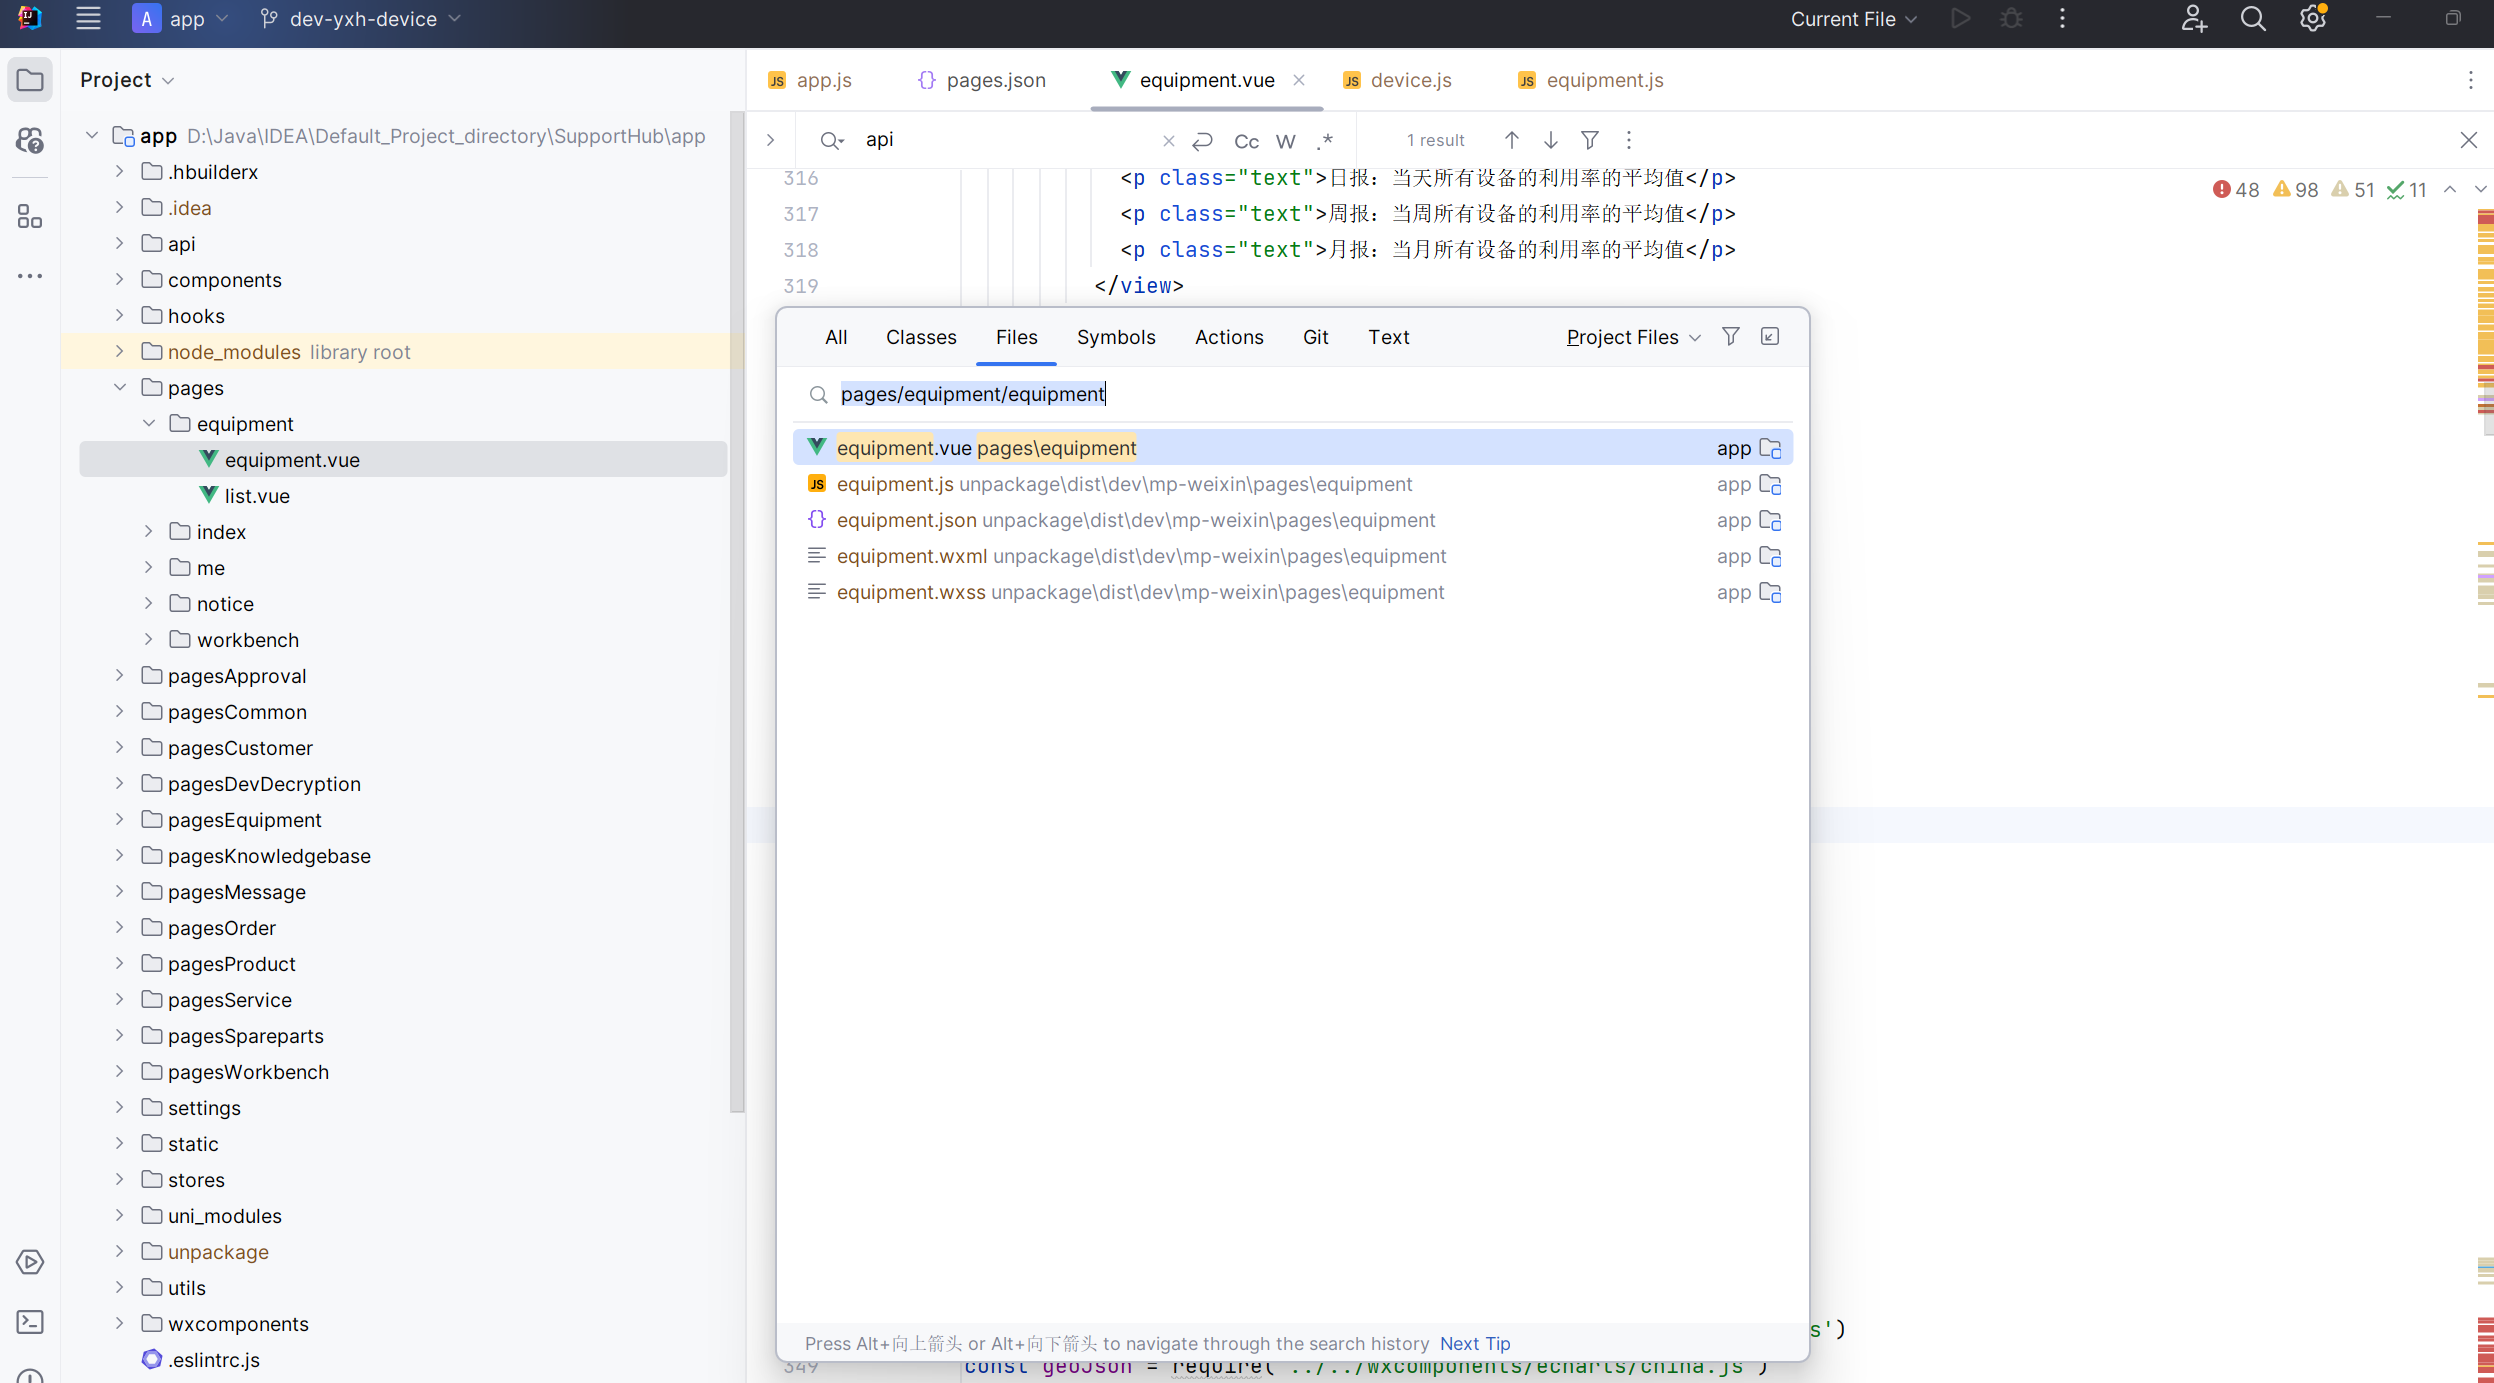 A app dev-yxh-device Current File
Project
app D:\Java\IDEA\Default_Project_directory\SupportHub\app
.hbuilderx
.idea
api
components
hooks
node_modules library root
pages
equipment
equipment.vue
list.vue
index
me
notice
workbench
pagesApproval
pagesCommon
pagesCustomer
pagesDevDecryption
pagesEquipment
pagesKnowledgebase
pagesMessage
pagesOrder
pagesProduct
pagesService
pagesSpareparts
pagesWorkbench
settings
static
stores
uni_modules
unpackage
utils
wxcomponents
.eslintrc.js
app.js pages.json equipment.vue device.js equipment.js
api Cc W .* 1 result
48 98 51 11
316 <p class="text">日报：当天所有设备的利用率的平均值</p>
317 <p class="text">周报：当周所有设备的利用率的平均值</p>
318 <p class="text">月报：当月所有设备的利用率的平均值</p>
319 </view>
All Classes Files Symbols Actions Git Text Project Files
pages/equipment/equipment
equipment.vue pages\equipment app
equipment.js unpackage\dist\dev\mp-weixin\pages\equipment app
equipment.json unpackage\dist\dev\mp-weixin\pages\equipment app
equipment.wxml unpackage\dist\dev\mp-weixin\pages\equipment app
equipment.wxss unpackage\dist\dev\mp-weixin\pages\equipment app
Press Alt+向上箭头 or Alt+向下箭头 to navigate through the search history Next Tip
s')
349 const geoJson = require('../../wxcomponents/echarts/china.js')